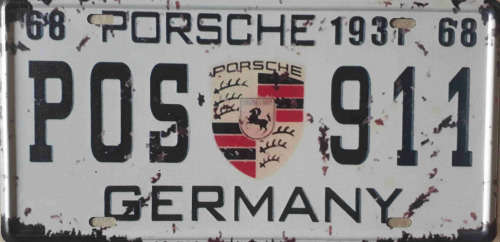 68 PORSCHE 1931 68
PORSCHE
POS 911
GERMANY